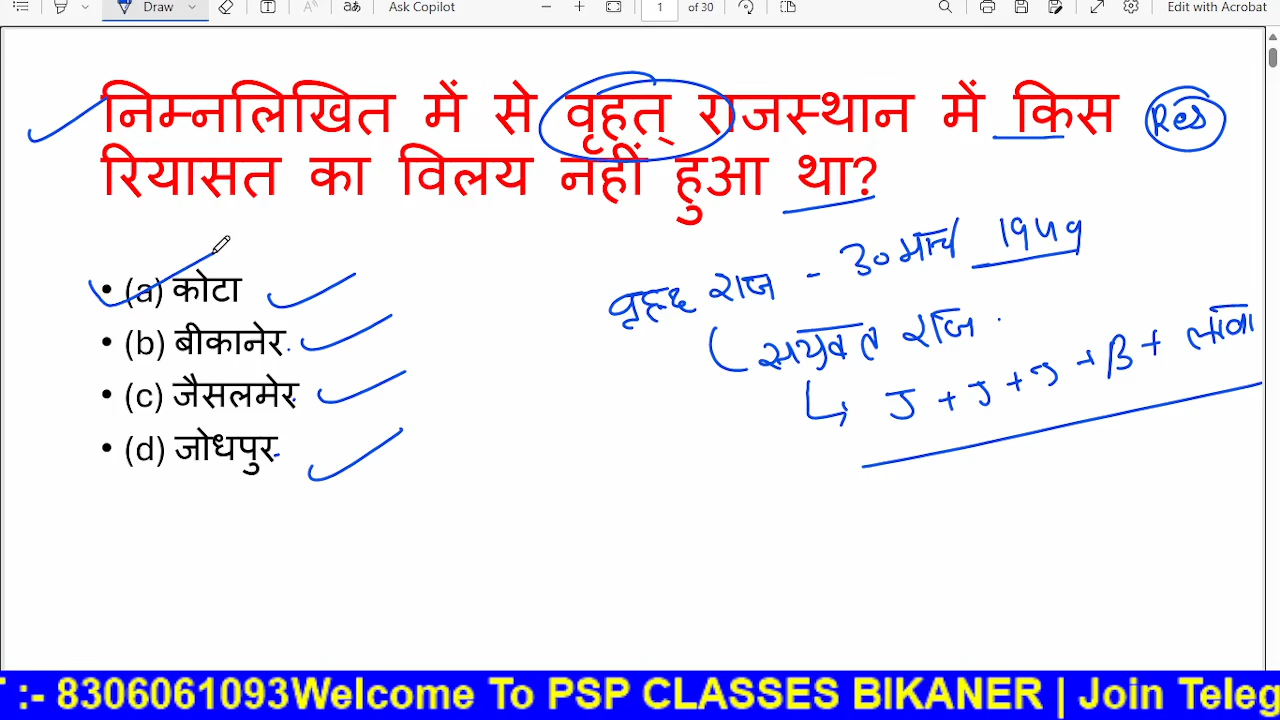 Draw
Ask Copilot
1 of 30
Edit with Acrobat
निम्नलिखित में से वृहत् राजस्थान में किस
रियासत का विलय नहीं हुआ था?
Res
(a) कोटा
(b) बीकानेर
(c) जैसलमेर
(d) जोधपुर
वृहद राज - 30 मार्च 1949
सयुक्त राज
J + J + J + B + लावा
T :- 8306061093Welcome To PSP CLASSES BIKANER | Join Teleg